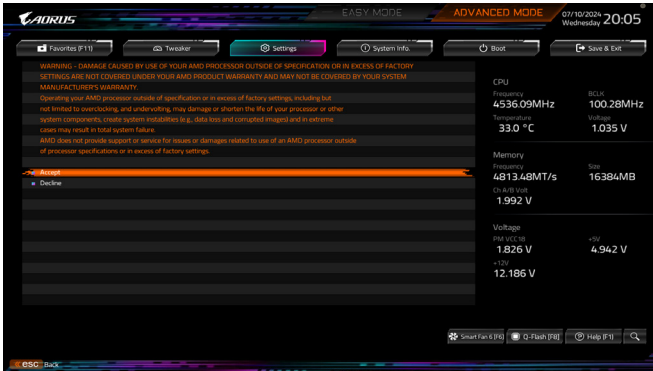 AORUS
EASY MODE
ADVANCED MODE
07/10/2024
Wednesday
20:05
Favorites (F11)
Tweaker
Settings
System Info.
Boot
Save & Exit
WARNING - DAMAGE CAUSED BY USE OF YOUR AMD PROCESSOR OUTSIDE OF SPECIFICATION OR IN EXCESS OF FACTORY
SETTINGS ARE NOT COVERED UNDER YOUR AMD PRODUCT WARRANTY AND MAY NOT BE COVERED BY YOUR SYSTEM
MANUFACTURER'S WARRANTY.
Operating your AMD processor outside of specification or in excess of factory settings, including but
not limited to overclocking, and undervolting, may damage or shorten the life of your processor or other
system components, create system instabilities (e.g., data loss and corrupted images) and in extreme
cases may result in total system failure.
AMD does not provide support or service for issues or damages related to use of an AMD processor outside
of processor specifications or in excess of factory settings.
Accept
Decline
CPU
Frequency
BCLK
4536.09MHz
100.28MHz
Temperature
Voltage
33.0 °C
1.035 V
Memory
Frequency
Size
4813.48MT/s
16384MB
Ch A/B Volt
1.992 V
Voltage
PM VCC18
+5V
1.826 V
4.942 V
+12V
12.186 V
Smart Fan 6 [F6]
Q-Flash [F8]
Help (F1)
esc Back